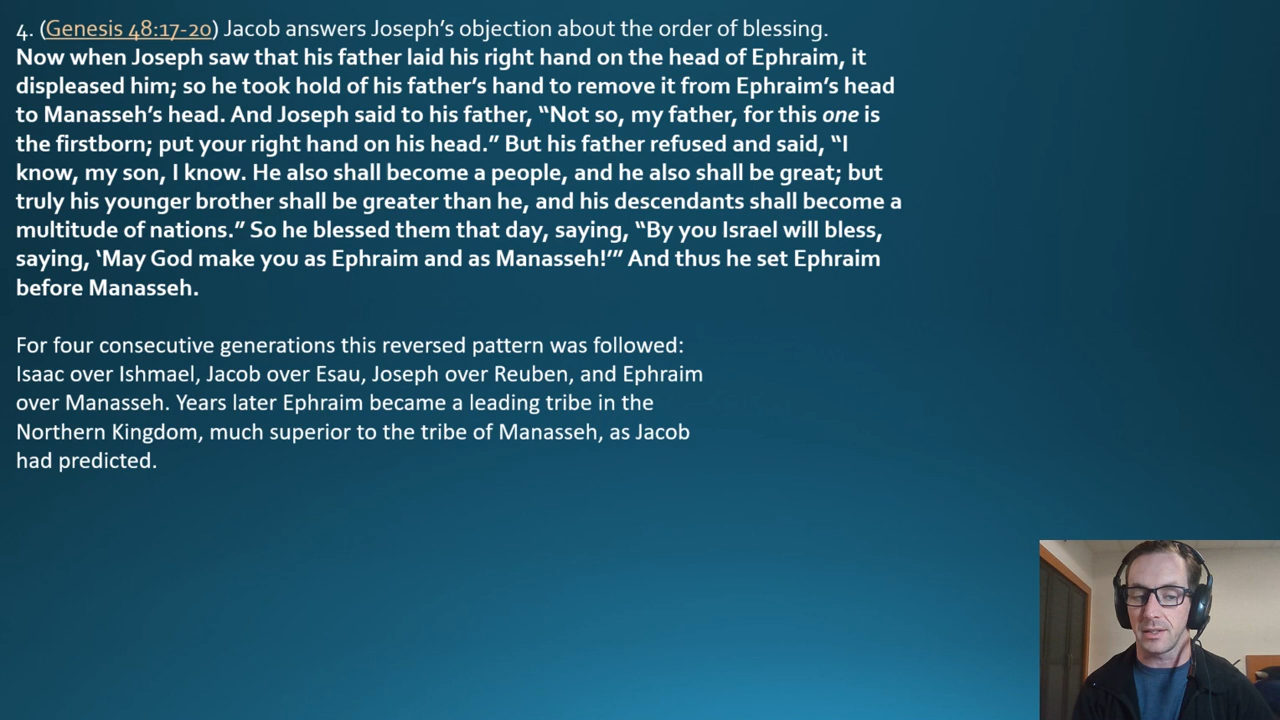 4. (Genesis 48:17-20) Jacob answers Joseph’s objection about the order of blessing.
Now when Joseph saw that his father laid his right hand on the head of Ephraim, it
displeased him; so he took hold of his father’s hand to remove it from Ephraim’s head
to Manasseh’s head. And Joseph said to his father, “Not so, my father, for this one is
the firstborn; put your right hand on his head.” But his father refused and said, “I
know, my son, I know. He also shall become a people, and he also shall be great; but
truly his younger brother shall be greater than he, and his descendants shall become a
multitude of nations.” So he blessed them that day, saying, “By you Israel will bless,
saying, ‘May God make you as Ephraim and as Manasseh!’” And thus he set Ephraim
before Manasseh.
For four consecutive generations this reversed pattern was followed:
Isaac over Ishmael, Jacob over Esau, Joseph over Reuben, and Ephraim
over Manasseh. Years later Ephraim became a leading tribe in the
Northern Kingdom, much superior to the tribe of Manasseh, as Jacob
had predicted.